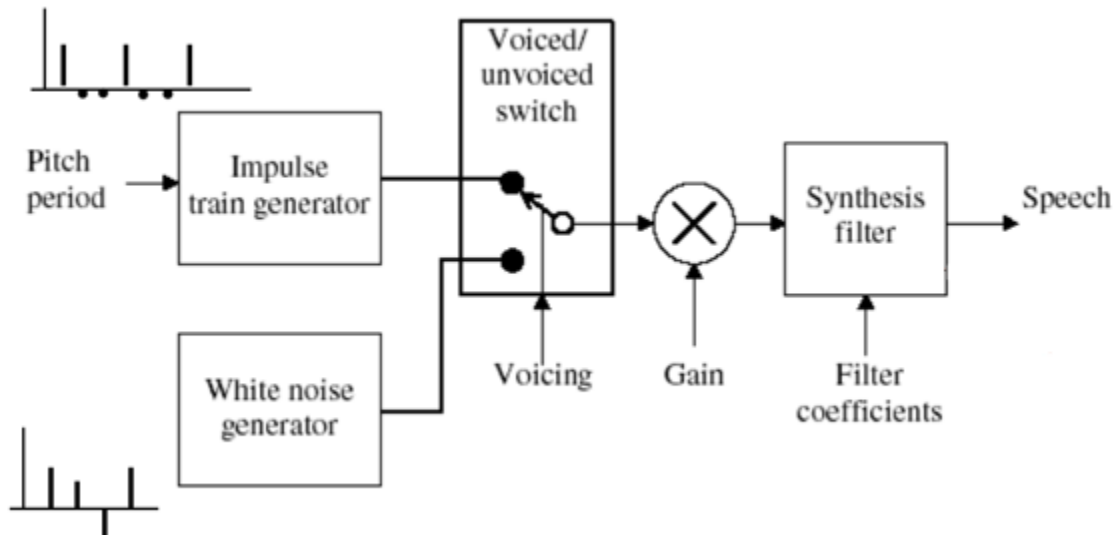 Voiced/
unvoiced
switch
Pitch
period
Impulse
train generator
Synthesis
filter
Speech
White noise
generator
Voicing
Gain
Filter
coefficients